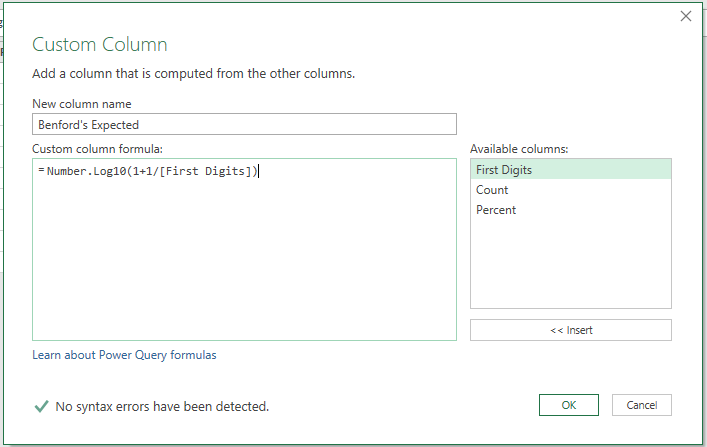 Custom Column
Add a column that is computed from the other columns.
New column name
Benford's Expected
Custom column formula:
=Number.Log10(1+1/[First Digits])
Available columns:
First Digits
Count
Percent
<< Insert
Learn about Power Query formulas
No syntax errors have been detected.
OK
Cancel